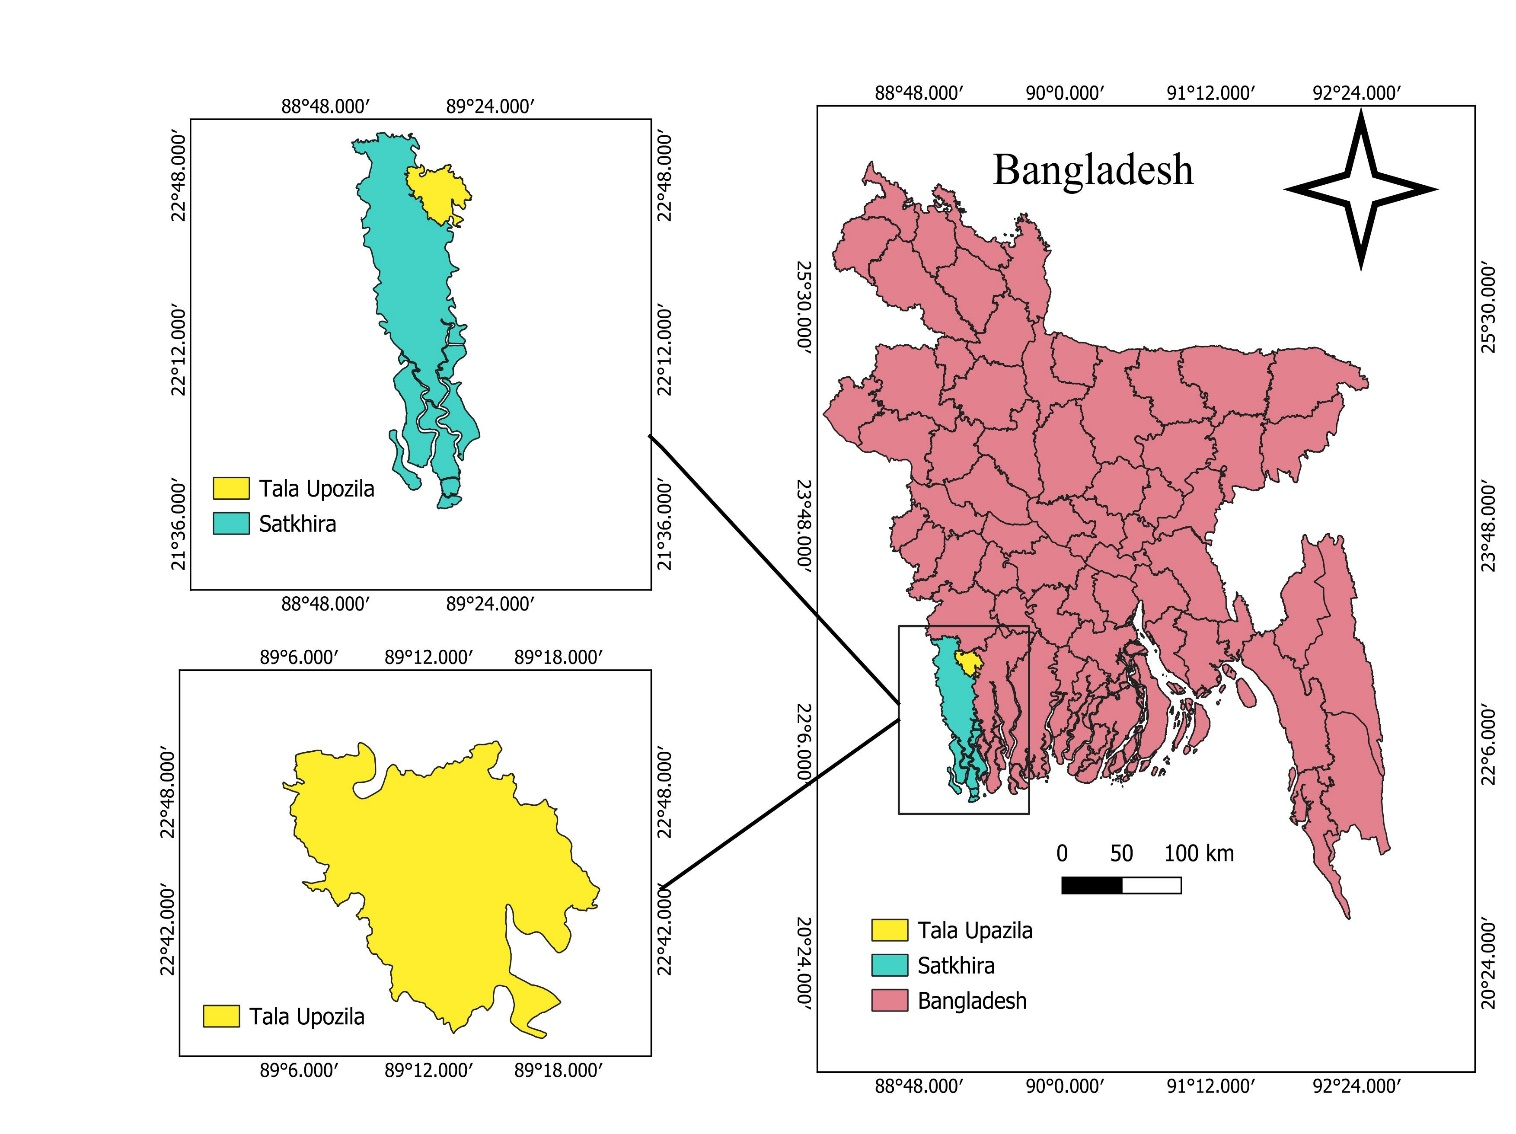 88°48.000′ 89°24.000′
22°48.000′ 22°48.000′
22°12.000′ 22°12.000′
21°36.000′ 21°36.000′
Tala Upozila
Satkhira
88°48.000′ 89°24.000′
89°6.000′ 89°12.000′ 89°18.000′
22°48.000′ 22°48.000′
22°42.000′ 22°42.000′
Tala Upozila
89°6.000′ 89°12.000′ 89°18.000′
88°48.000′ 90°0.000′ 91°12.000′ 92°24.000′
Bangladesh
25°30.000′ 25°30.000′
23°48.000′ 23°48.000′
22°6.000′ 22°6.000′
0 50 100 km
20°24.000′ 20°24.000′
Tala Upazila
Satkhira
Bangladesh
88°48.000′ 90°0.000′ 91°12.000′ 92°24.000′